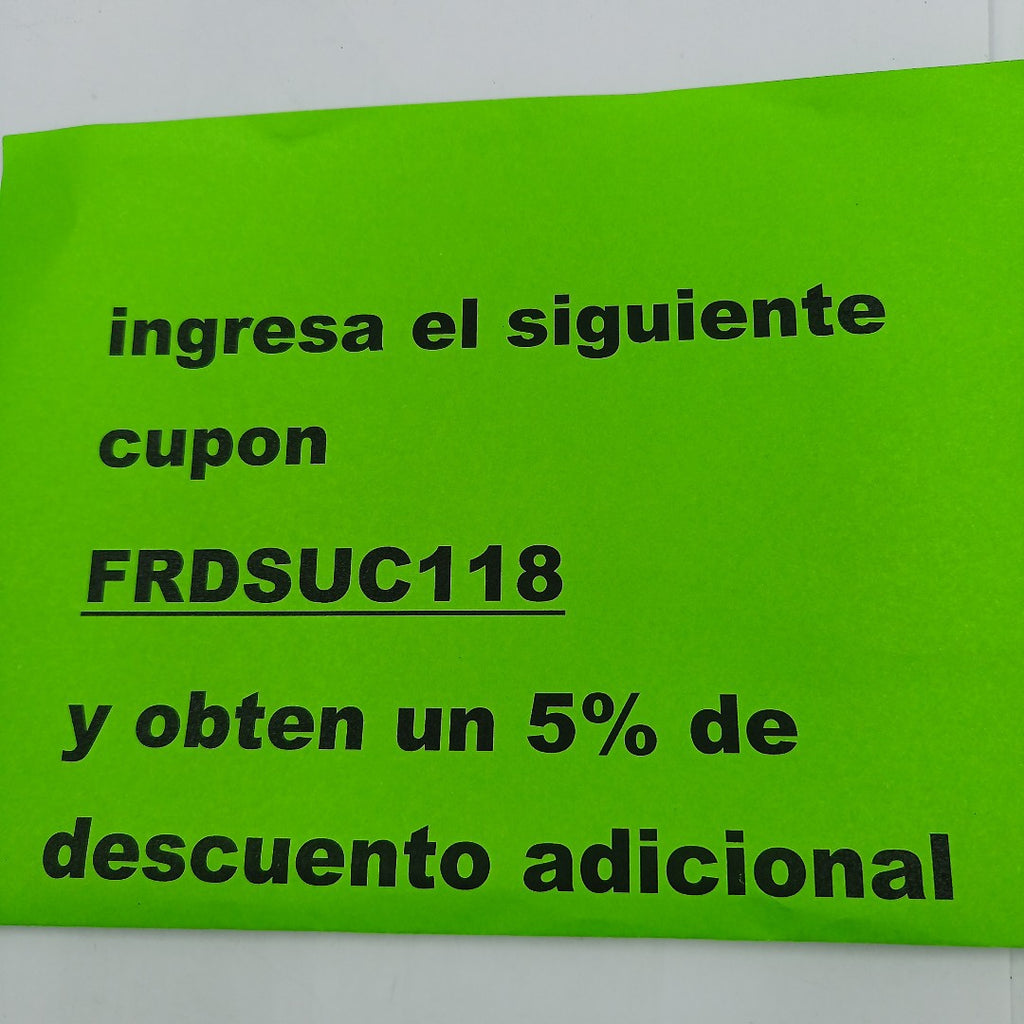 ingresa el siguiente
cupon
FRDSUC118
y obten un 5% de
descuento adicional